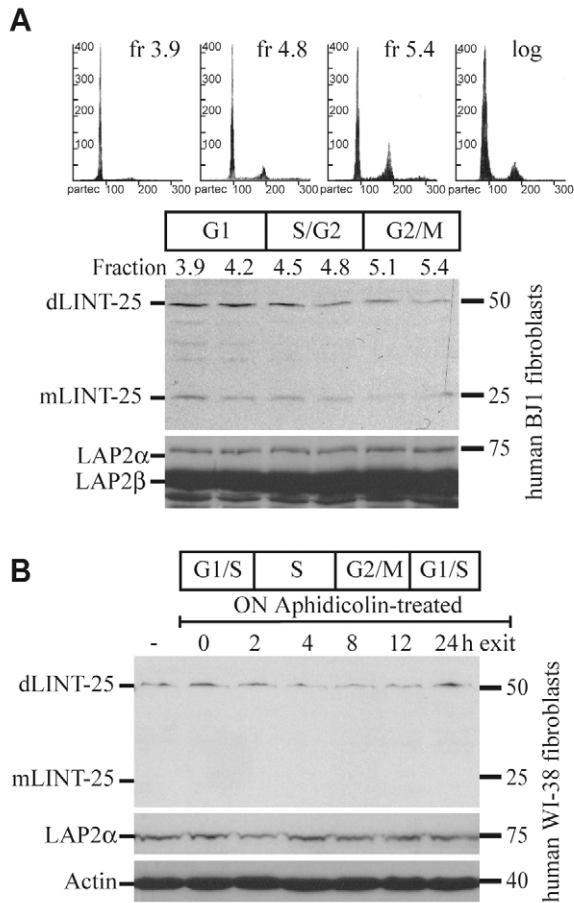 A
fr 3.9 fr 4.8 fr 5.4 log
400 400 400 400
300 300 300 300
200 200 200 200
100 100 100 100
partec 100 200 300 partec 100 200 300 partec 100 200 300 partec 100 200 300
G1 S/G2 G2/M
Fraction 3.9 4.2 4.5 4.8 5.1 5.4
dLINT-25 50
mLINT-25 25
LAP2α 75
LAP2β
human BJ1 fibroblasts
B
G1/S S G2/M G1/S
ON Aphidicolin-treated
- 0 2 4 8 12 24h exit
dLINT-25 50
mLINT-25 25
LAP2α 75
Actin 40
human WI-38 fibroblasts